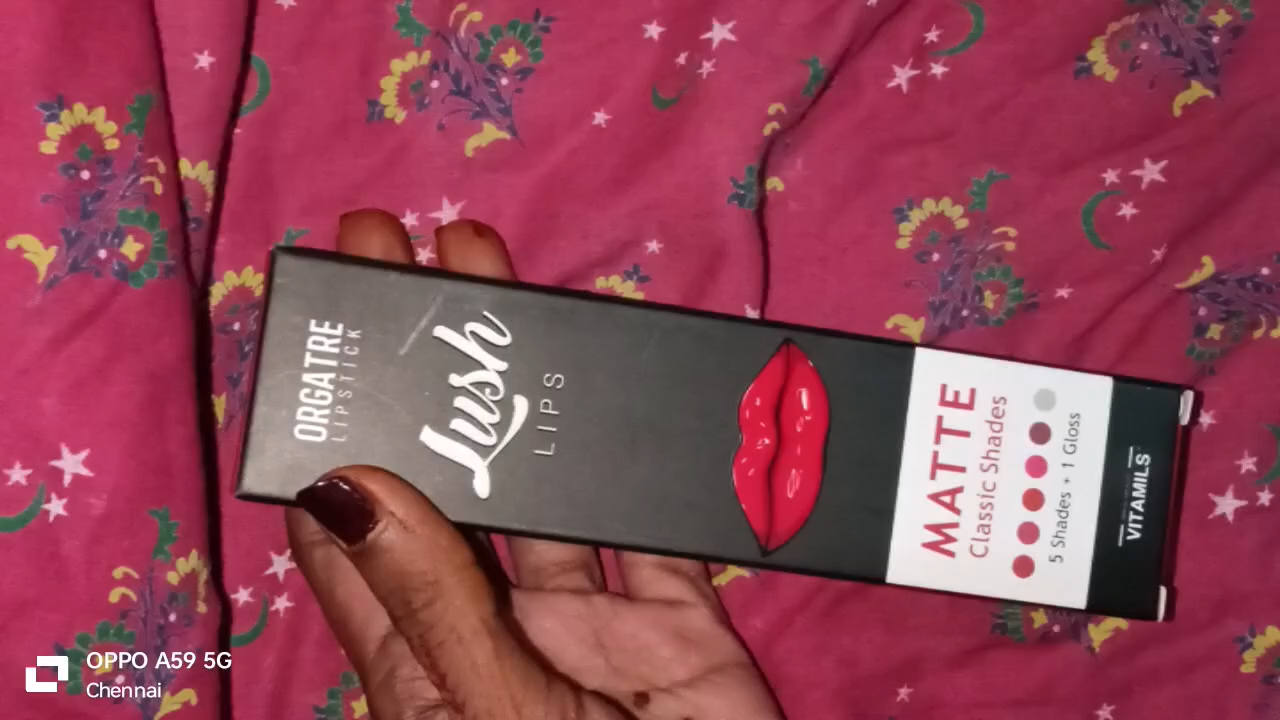 ORGATRE
LIPSTICK
Lush
LIPS
MATTE
Classic Shades
5 Shades + 1 Gloss
VITAMILS
OPPO A59 5G
Chennai